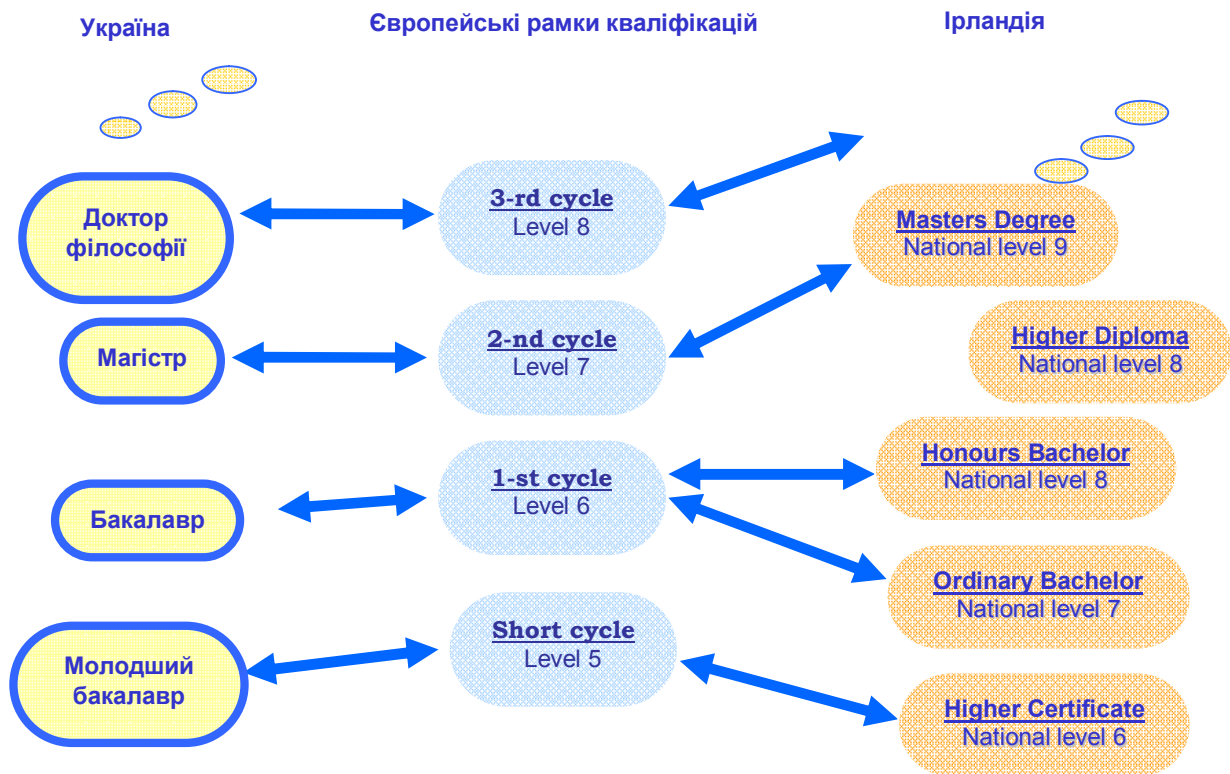 Україна
Європейські рамки кваліфікацій
Ірландія
Доктор
філософії
3-rd cycle
Level 8
Masters Degree
National level 9
Магістр
2-nd cycle
Level 7
Higher Diploma
National level 8
Бакалавр
1-st cycle
Level 6
Honours Bachelor
National level 8
Ordinary Bachelor
National level 7
Молодший
бакалавр
Short cycle
Level 5
Higher Certificate
National level 6